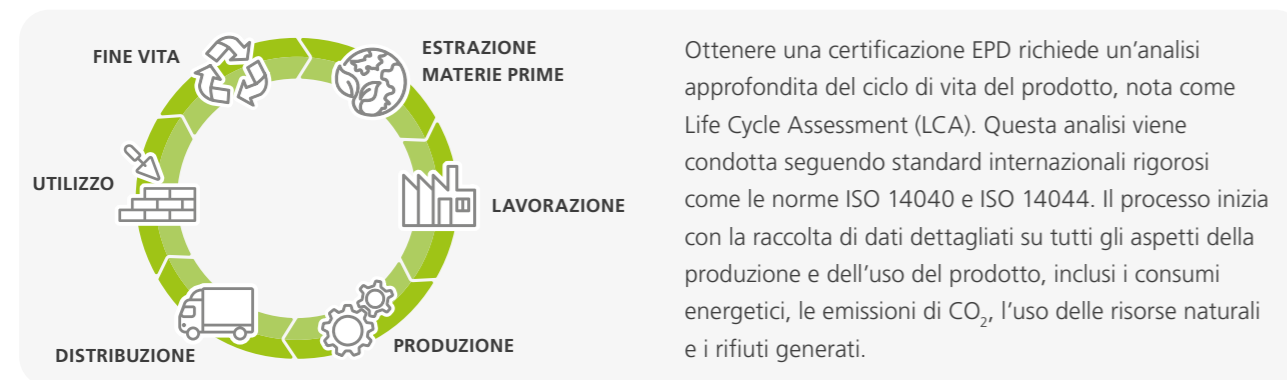 FINE VITA
ESTRAZIONE
MATERIE PRIME
UTILIZZO
LAVORAZIONE
DISTRIBUZIONE
PRODUZIONE
Ottenere una certificazione EPD richiede un'analisi
approfondita del ciclo di vita del prodotto, nota come
Life Cycle Assessment (LCA). Questa analisi viene
condotta seguendo standard internazionali rigorosi
come le norme ISO 14040 e ISO 14044. Il processo inizia
con la raccolta di dati dettagliati su tutti gli aspetti della
produzione e dell'uso del prodotto, inclusi i consumi
energetici, le emissioni di CO₂, l'uso delle risorse naturali
e i rifiuti generati.